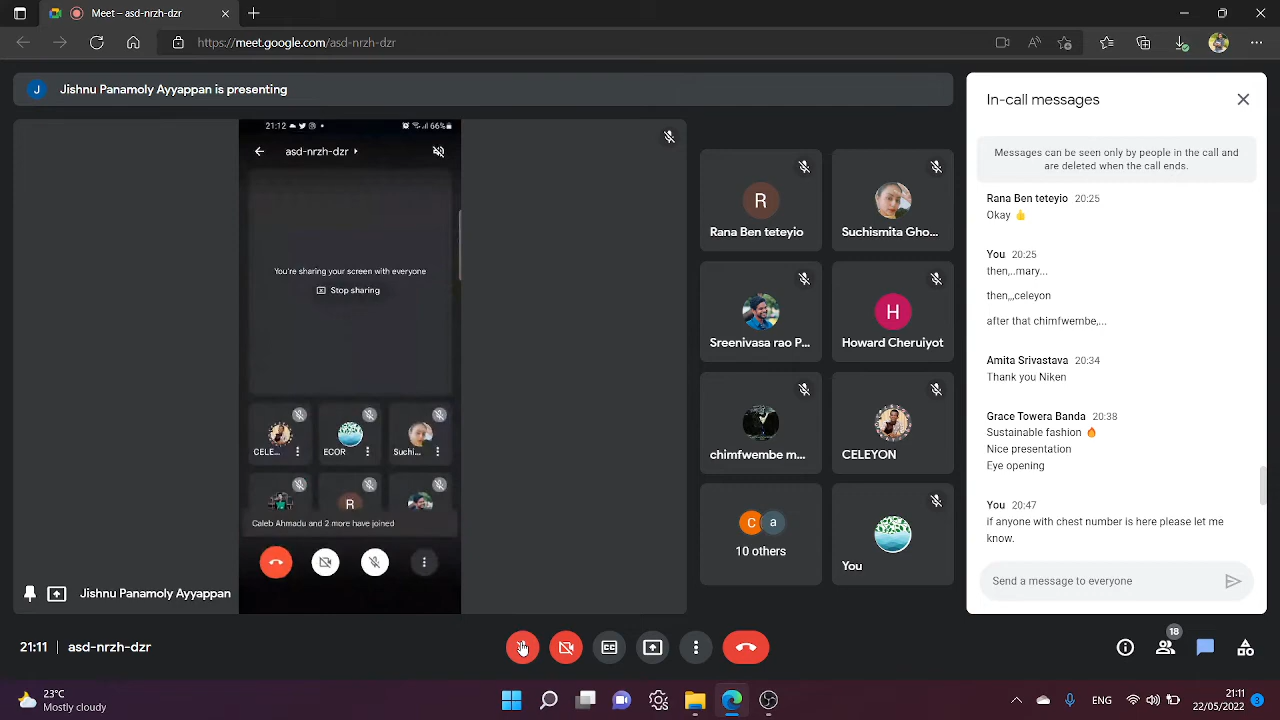 Meet – asd-nrzh-dzr
https://meet.google.com/asd-nrzh-dzr
J Jishnu Panamoly Ayyappan is presenting
21:12 66%
asd-nrzh-dzr
You're sharing your screen with everyone
Stop sharing
CELE... ECOR Suchi...
R
Caleb Ahmadu and 2 more have joined
Jishnu Panamoly Ayyappan
R
Rana Ben teteyio
Suchismita Gho...
Sreenivasa rao P...
H
Howard Cheruiyot
chimfwembe m...
CELEYON
C a
10 others
You
In-call messages
Messages can be seen only by people in the call and
are deleted when the call ends.
Rana Ben teteyio 20:25
Okay 👍
You 20:25
then,..mary...
then,,,celeyon
after that chimfwembe,...
Amita Srivastava 20:34
Thank you Niken
Grace Towera Banda 20:38
Sustainable fashion 🔥
Nice presentation
Eye opening
You 20:47
if anyone with chest number is here please let me
know.
Send a message to everyone
21:11 | asd-nrzh-dzr
CC
18
23°C
Mostly cloudy
ENG
21:11
22/05/2022
3